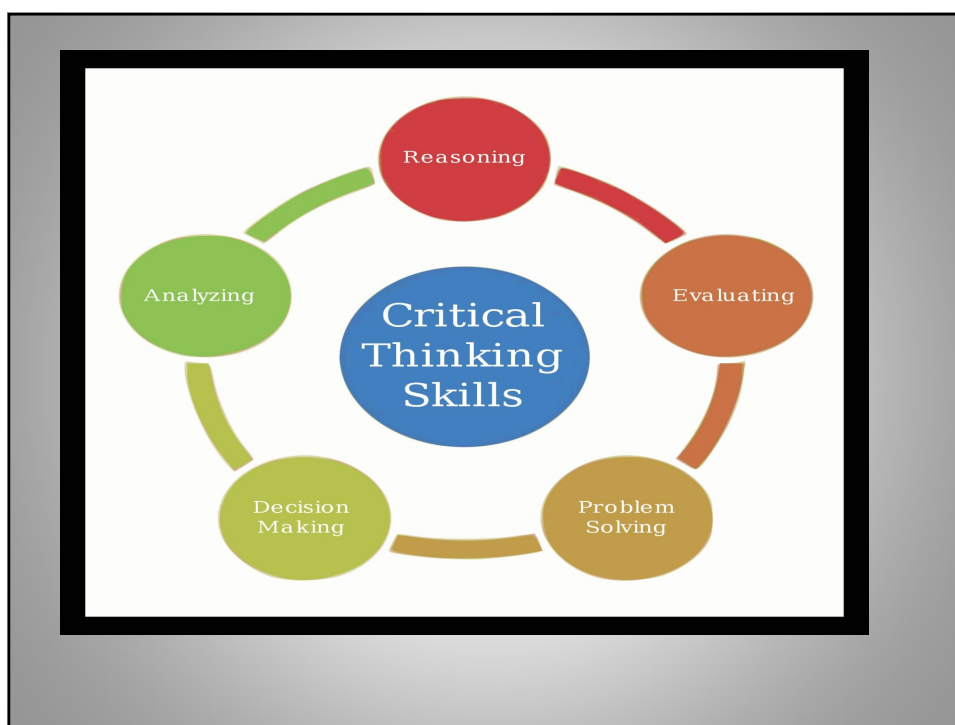 Reasoning
Analyzing
Evaluating
Critical
Thinking
Skills
Decision
Making
Problem
Solving